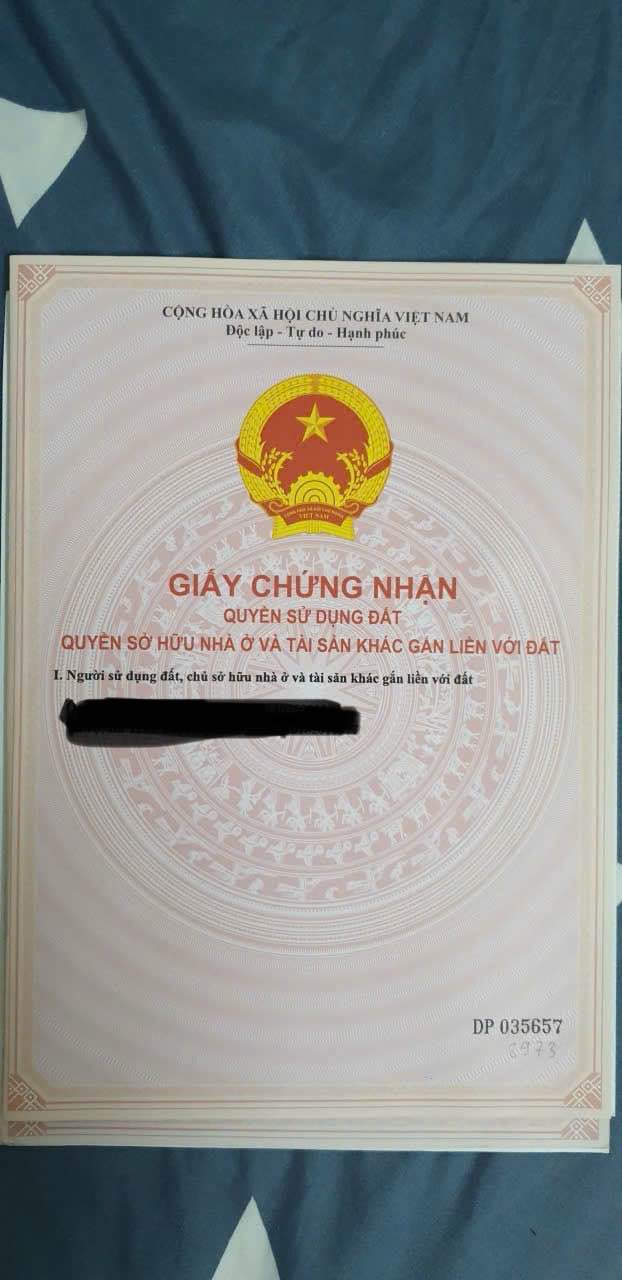 CỘNG HÒA XÃ HỘI CHỦ NGHĨA VIỆT NAM
Độc lập - Tự do - Hạnh phúc
VIỆT NAM
GIẤY CHỨNG NHẬN
QUYỀN SỬ DỤNG ĐẤT
QUYỀN SỞ HỮU NHÀ Ở VÀ TÀI SẢN KHÁC GẮN LIỀN VỚI ĐẤT
I. Người sử dụng đất, chủ sở hữu nhà ở và tài sản khác gắn liền với đất
DP 035657